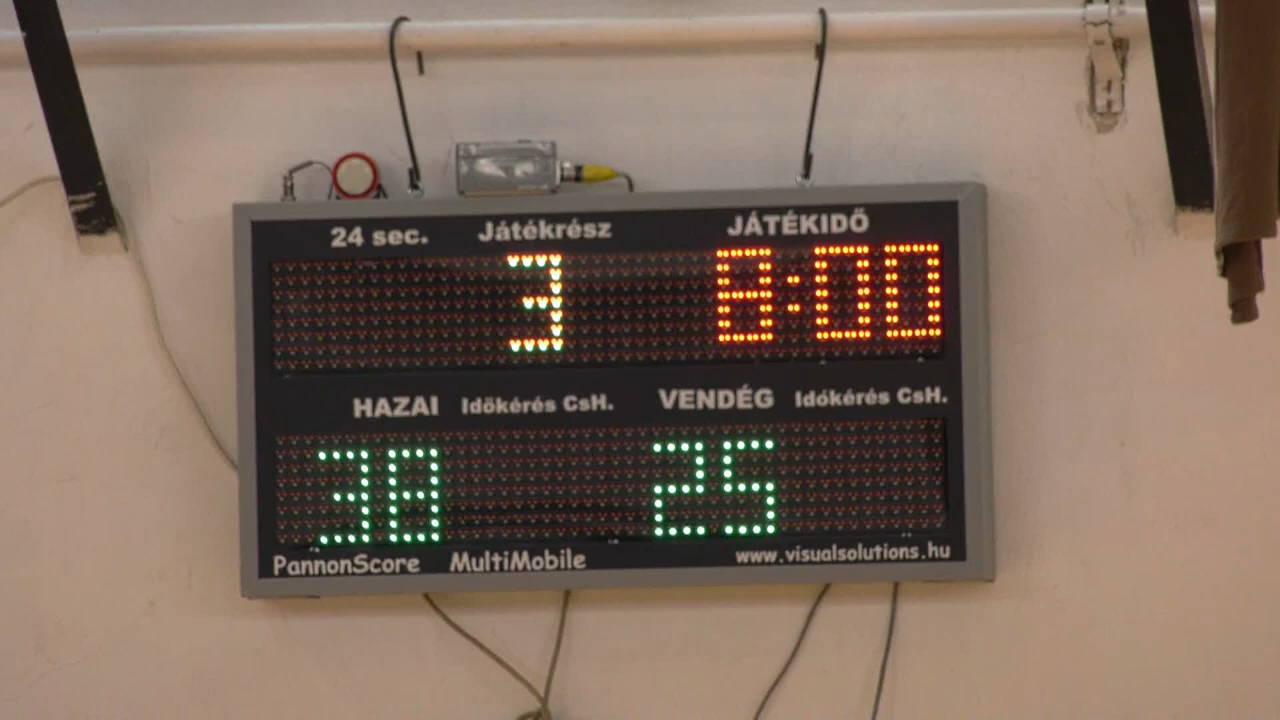 24 sec. Játékrész JÁTÉKIDŐ
3 8:00
HAZAI Időkérés CsH. VENDÉG Időkérés CsH.
38 25
PannonScore MultiMobile www.visualsolutions.hu